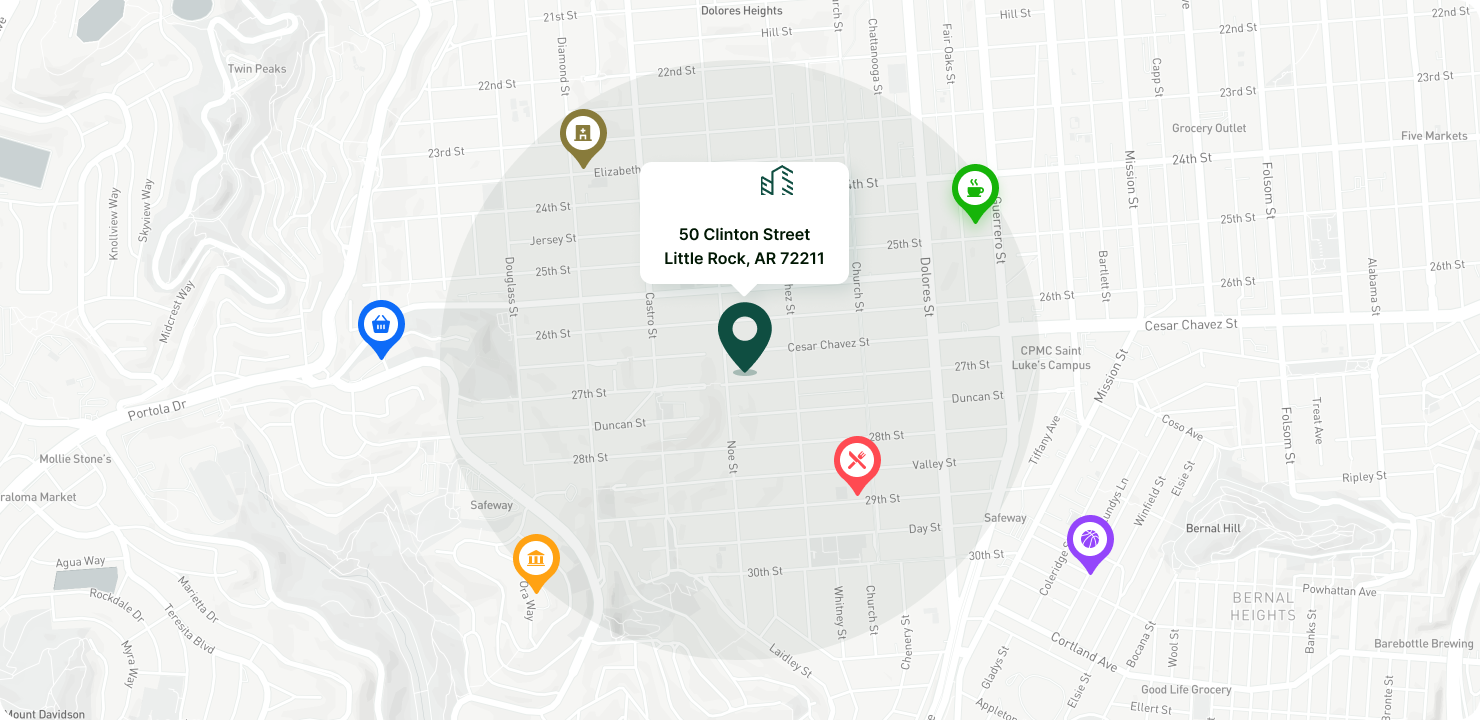 21st St
Dolores Heights
Hill St
Hill St
22nd St
22nd St
Twin Peaks
Diamond St
22nd St
22nd St
Chattanooga St
Fair Oaks St
Capp St
23rd St
23rd St
Grocery Outlet
Five Markets
23rd St
Elizabeth
24th St
Mission St
Folsom St
Knollview Way
Skyview Way
24th St
Guerrero St
25th St
50 Clinton Street
Little Rock, AR 72211
Jersey St
25th St
25th St
Douglass St
Castro St
Church St
Dolores St
Bartlett St
Alabama St
26th St
26th St
Midcrest Way
26th St
Cesar Chavez St
Cesar Chavez St
CPMC Saint
Luke's Campus
27th St
Mission St
27th St
Duncan St
Portola Dr
Duncan St
Folsom St
Treat Ave
Coso Ave
Tiffany Ave
28th St
28th St
Noe St
Valley St
Mollie Stone's
raloma Market
Elsie St
Ripley St
Winfield St
29th St
Safeway
Safeway
Day St
Bernal Hill
30th St
30th St
Agua Way
Ora Way
Rockdale Dr
Marietta Dr
Teresita Blvd
Whitney St
Church St
Chenery St
Powhattan Ave
BERNAL
HEIGHTS
Banks St
Barebottle Brewing
Myra Way
Laidley St
Gladys St
Cortland Ave
Bocana St
Wool St
Elsie St
Good Life Grocery
Ellert St
Mount Davidson